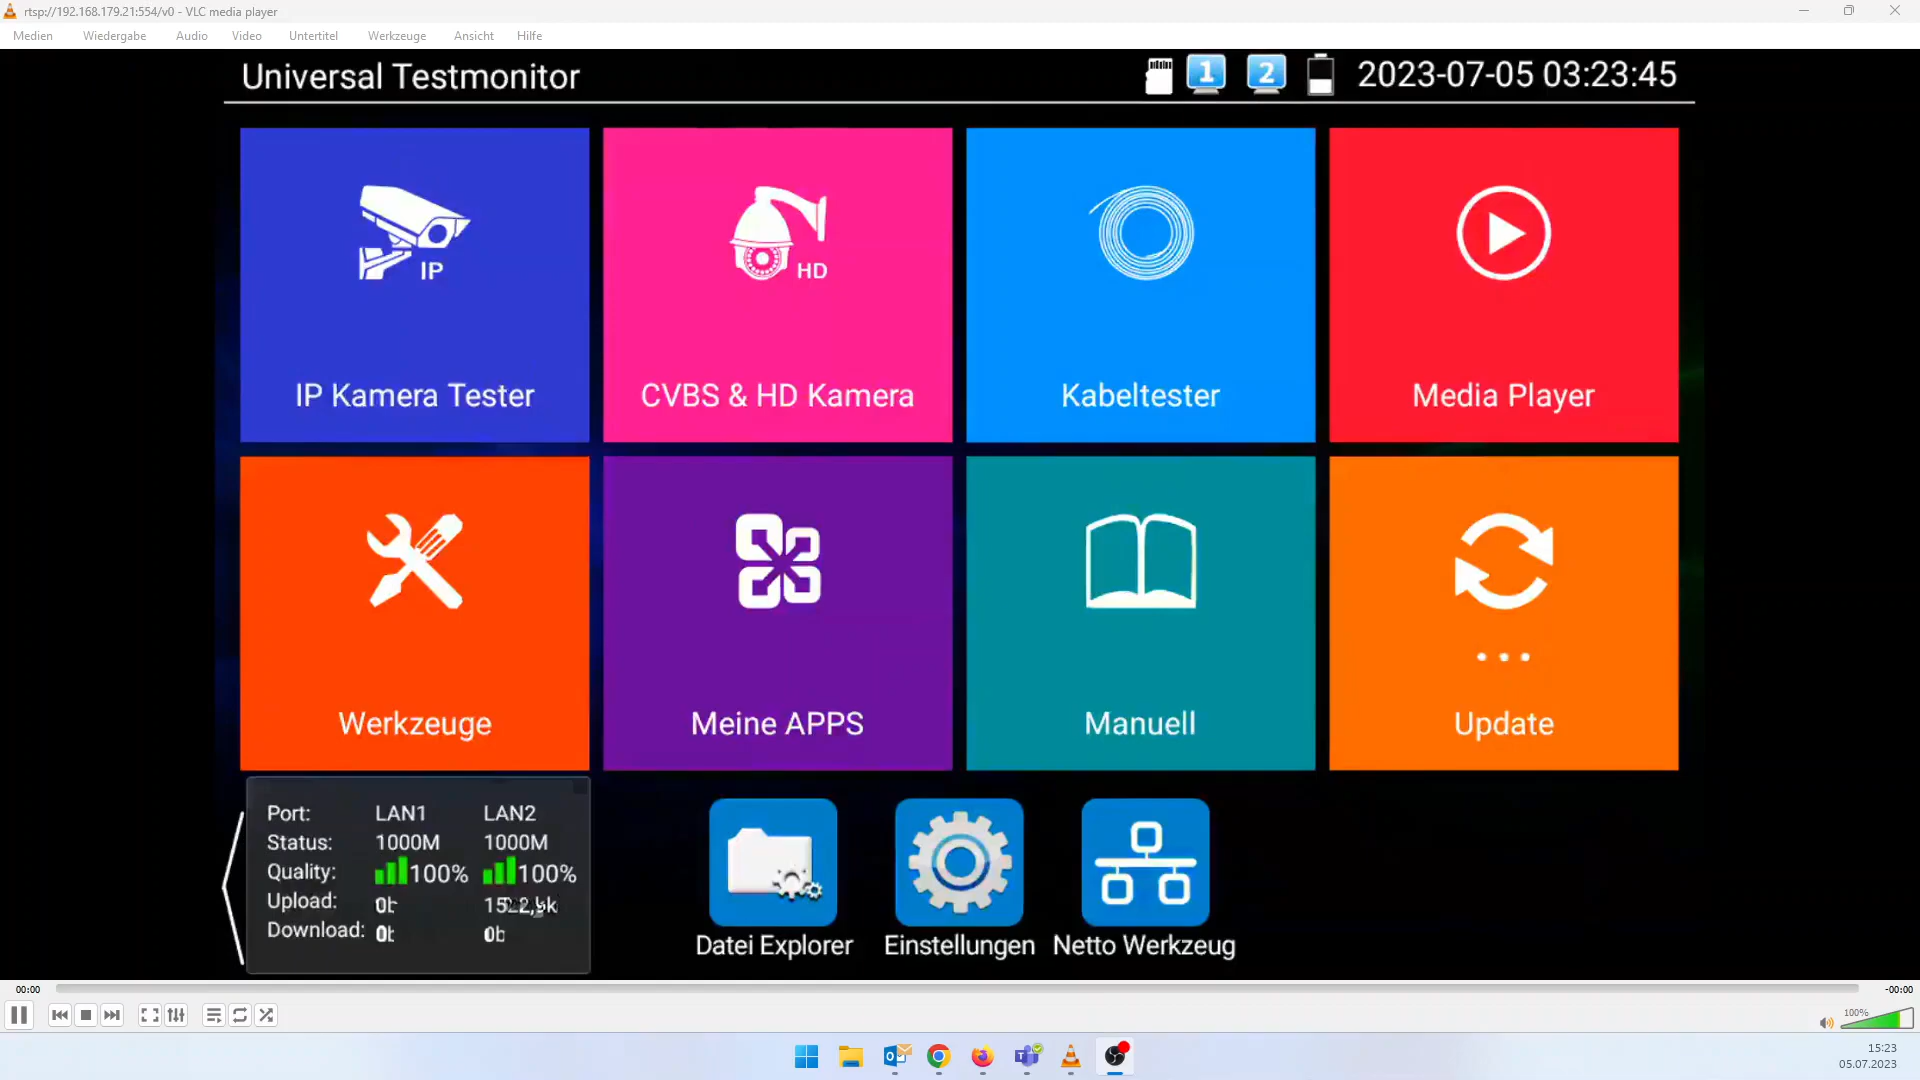 rtsp://192.168.179.21:554/v0 - VLC media player
Medien Wiedergabe Audio Video Untertitel Werkzeuge Ansicht Hilfe
Universal Testmonitor 1 2 2023-07-05 03:23:45
IP HD
IP Kamera Tester CVBS & HD Kamera Kabeltester Media Player
Werkzeuge Meine APPS Manuell Update
Port: LAN1 LAN2
Status: 1000M 1000M
Quality: 100% 100%
Upload:
Download:
Datei Explorer Einstellungen Netto Werkzeug
00:00 -00:00
100%
15:23
05.07.2023